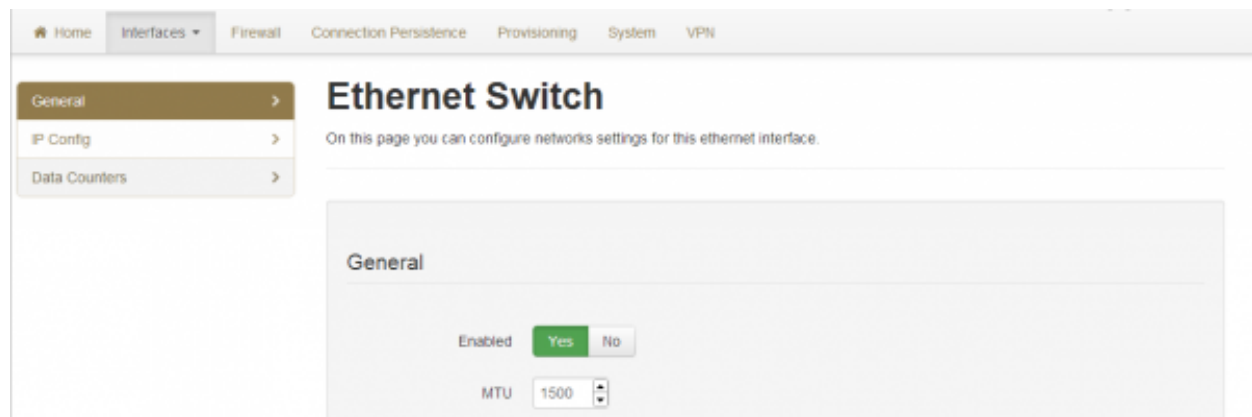 Home Interfaces Firewall Connection Persistence Provisioning System VPN
General
IP Config
Data Counters
Ethernet Switch
On this page you can configure networks settings for this ethernet interface.
General
Enabled Yes No
MTU 1500